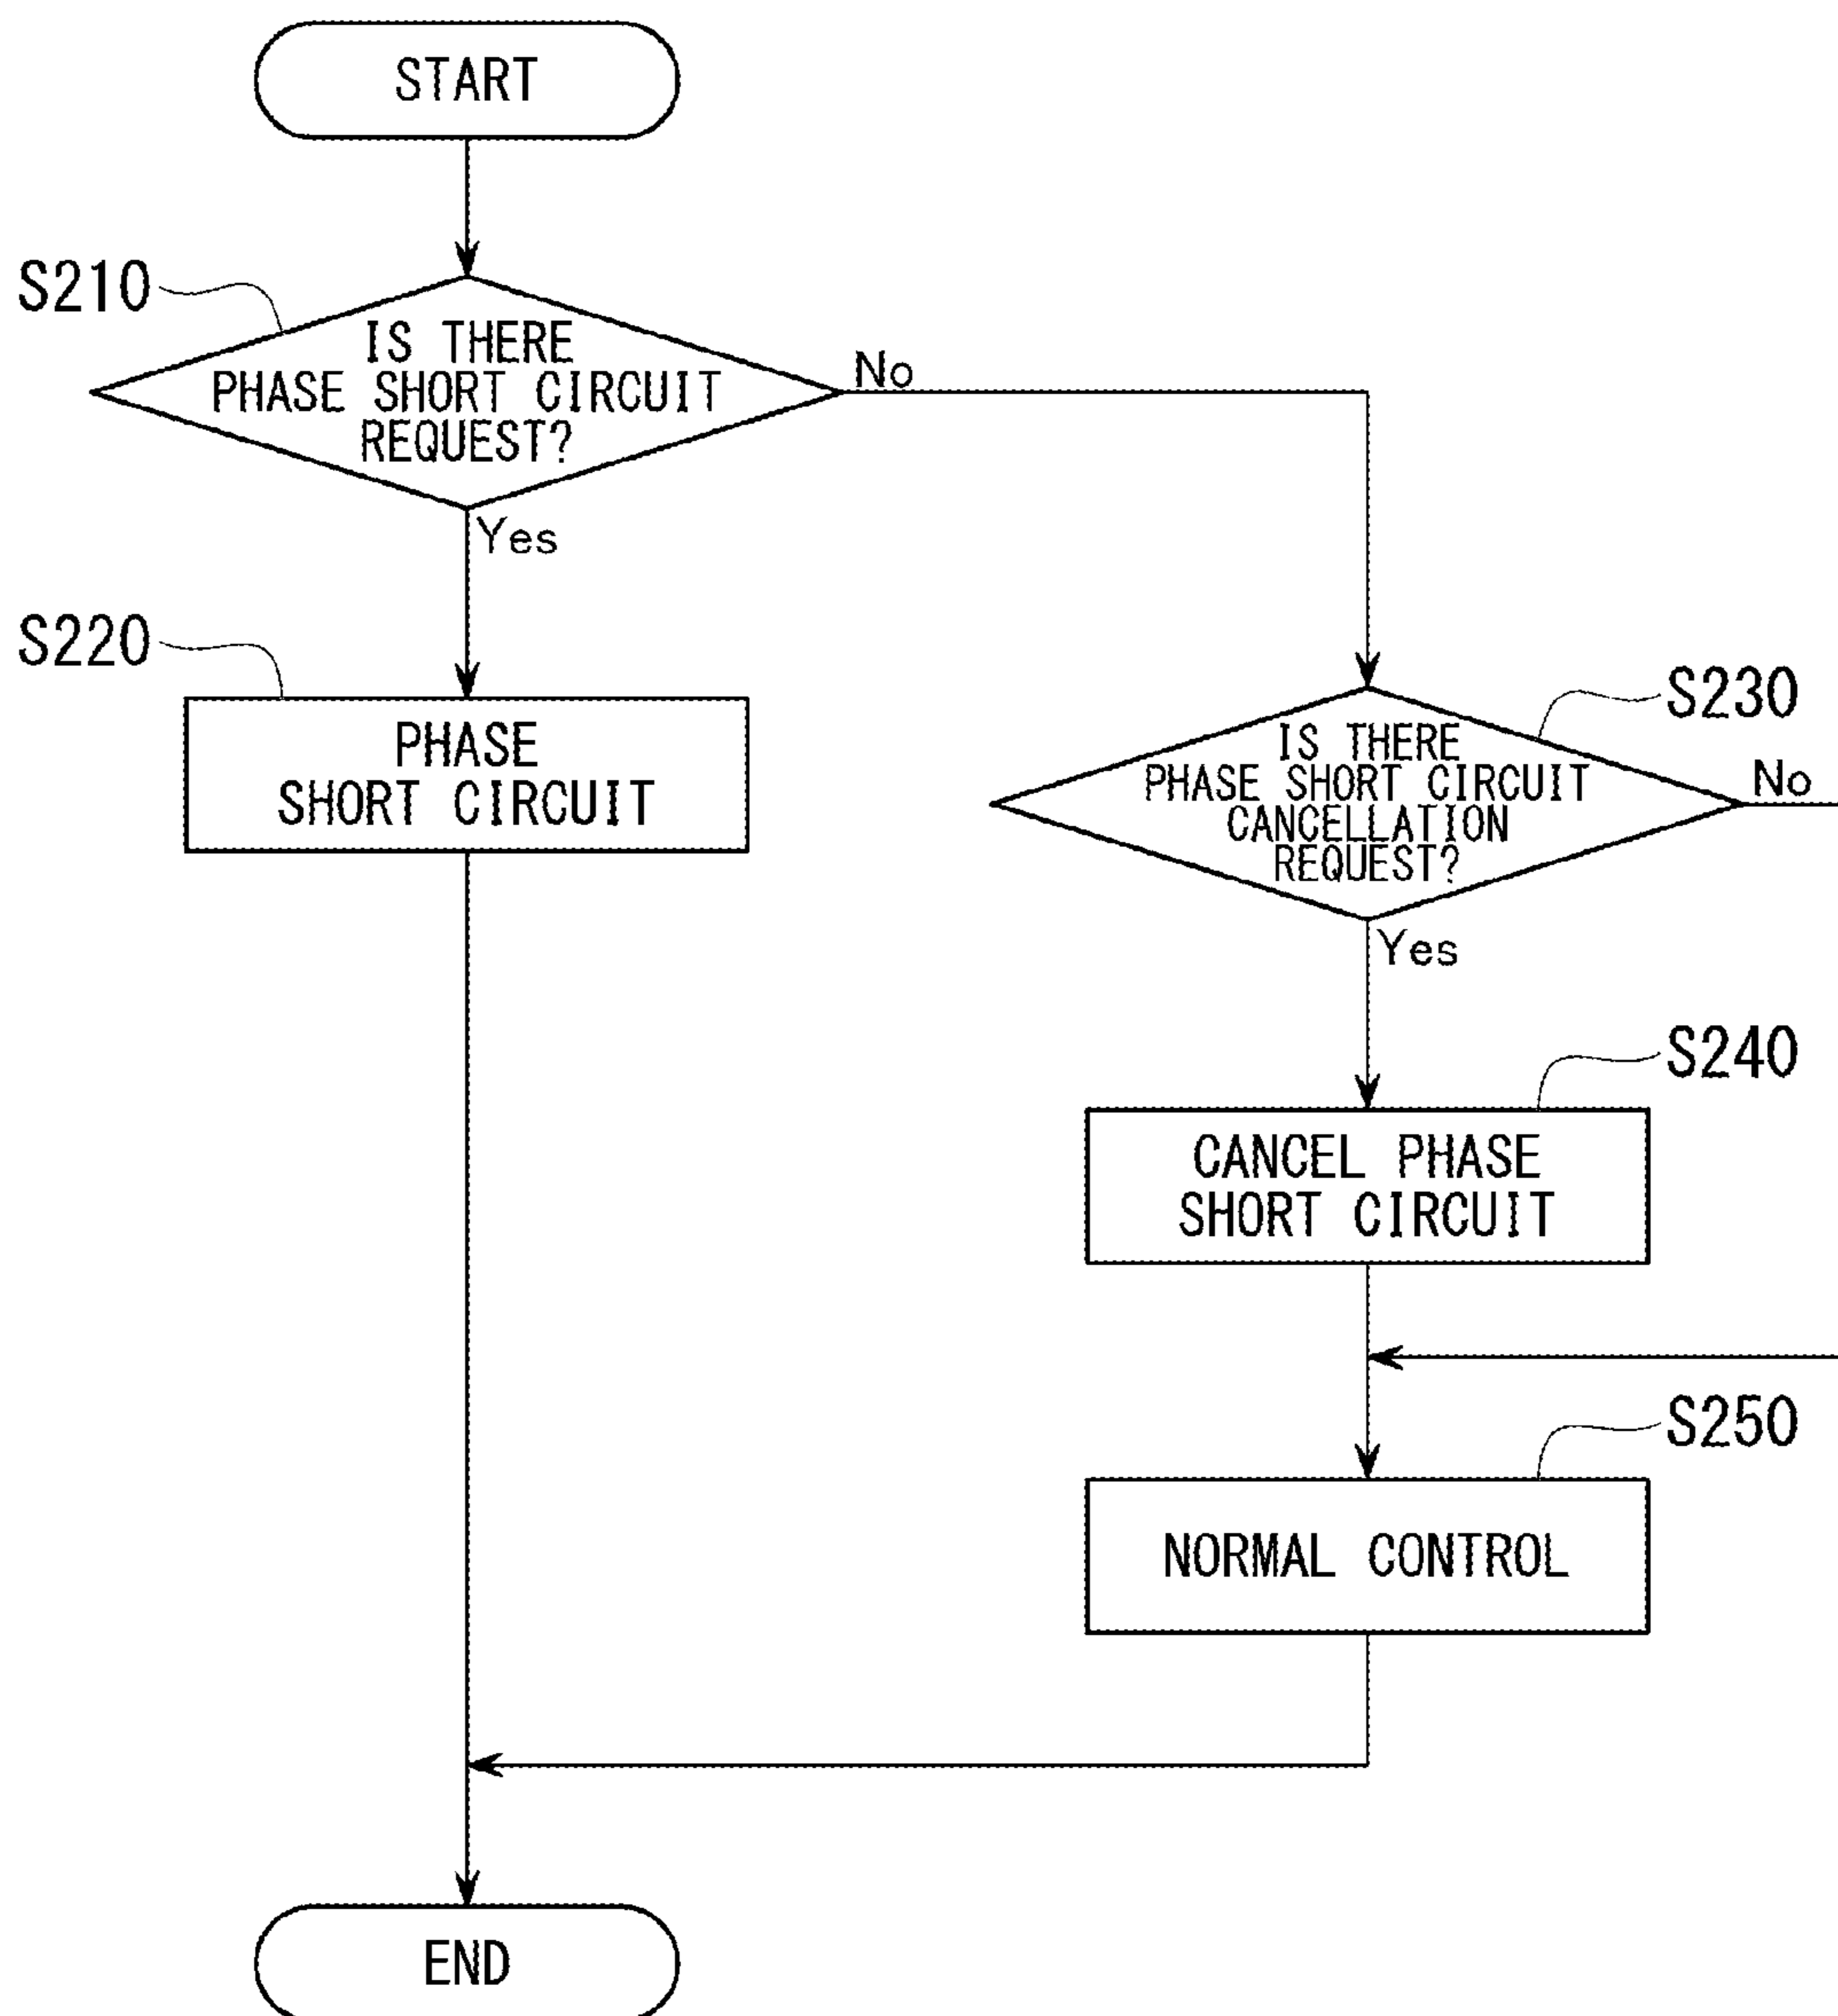 START
S210
IS THERE
PHASE SHORT CIRCUIT
REQUEST?
No
Yes
S220
PHASE
SHORT CIRCUIT
S230
IS THERE
PHASE SHORT CIRCUIT
CANCELLATION
REQUEST?
No
Yes
S240
CANCEL PHASE
SHORT CIRCUIT
S250
NORMAL CONTROL
END